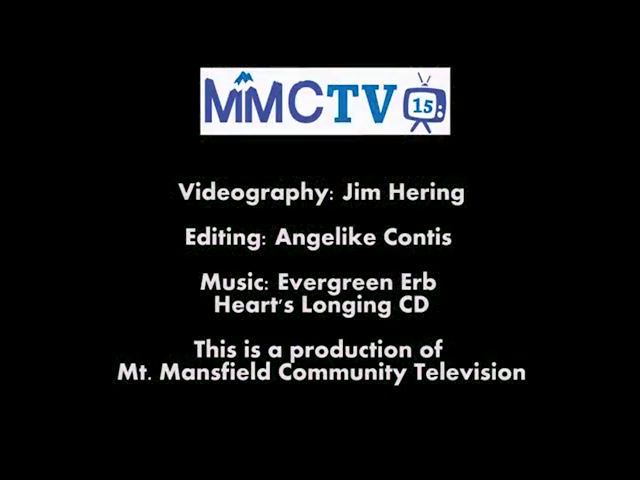 MMCTV 15
Videography: Jim Hering
Editing: Angelike Contis
Music: Evergreen Erb
Heart's Longing CD
This is a production of
Mt. Mansfield Community Television